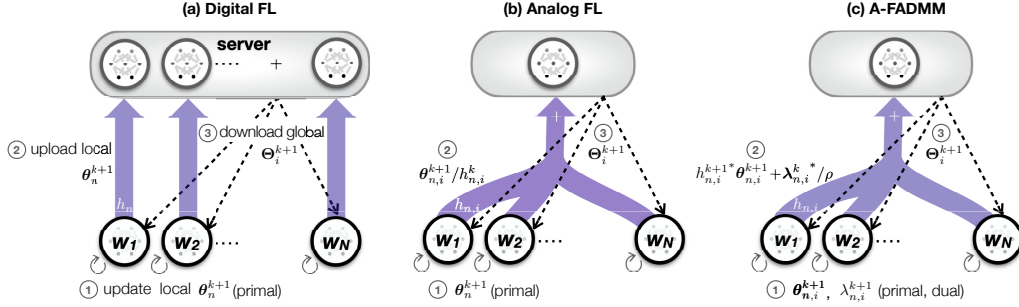 (a) Digital FL
server
+
② upload local
θ_n^{k+1}
③ download global
Θ_i^{k+1}
h_n
w_1 w_2 .... w_N
① update local θ_n^{k+1} (primal)
(b) Analog FL
+
②
θ_{n,i}^{k+1}/h_{n,i}^k
③
Θ_i^{k+1}
h_{n,i}
w_1 w_2 .... w_N
① θ_n^{k+1} (primal)
(c) A-FADMM
+
②
h_{n,i}^{k+1}* θ_{n,i}^{k+1}+λ_{n,i}^k*/ρ
③
Θ_i^{k+1}
h_{n,i}
w_1 w_2 .... w_N
① θ_{n,i}^{k+1}, λ_{n,i}^{k+1} (primal, dual)